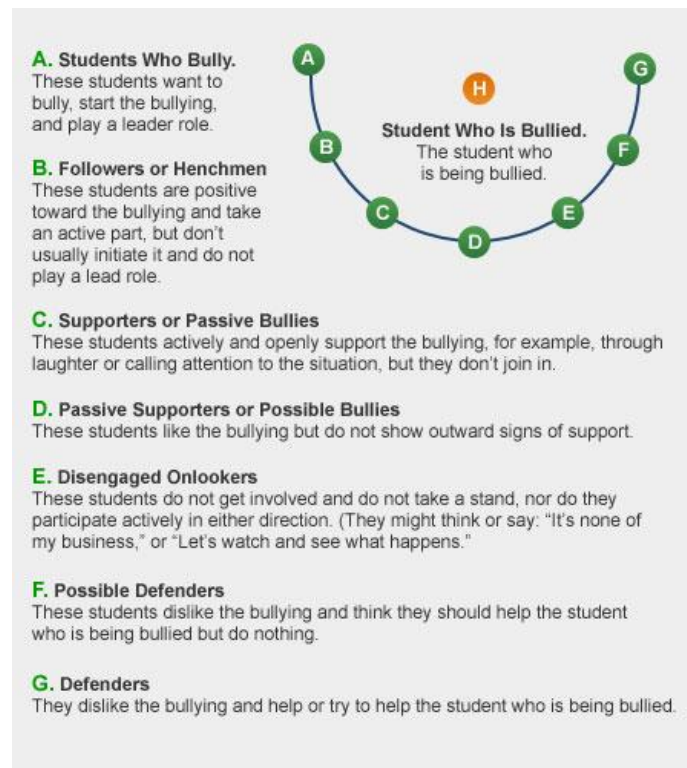 A. Students Who Bully.
These students want to
bully, start the bullying,
and play a leader role.
B. Followers or Henchmen
These students are positive
toward the bullying and take
an active part, but don't
usually initiate it and do not
play a lead role.
A
B
C
D
E
F
G
H
Student Who Is Bullied.
The student who
is being bullied.
C. Supporters or Passive Bullies
These students actively and openly support the bullying, for example, through
laughter or calling attention to the situation, but they don't join in.
D. Passive Supporters or Possible Bullies
These students like the bullying but do not show outward signs of support.
E. Disengaged Onlookers
These students do not get involved and do not take a stand, nor do they
participate actively in either direction. (They might think or say: “It's none of
my business,” or “Let's watch and see what happens.”
F. Possible Defenders
These students dislike the bullying and think they should help the student
who is being bullied but do nothing.
G. Defenders
They dislike the bullying and help or try to help the student who is being bullied.